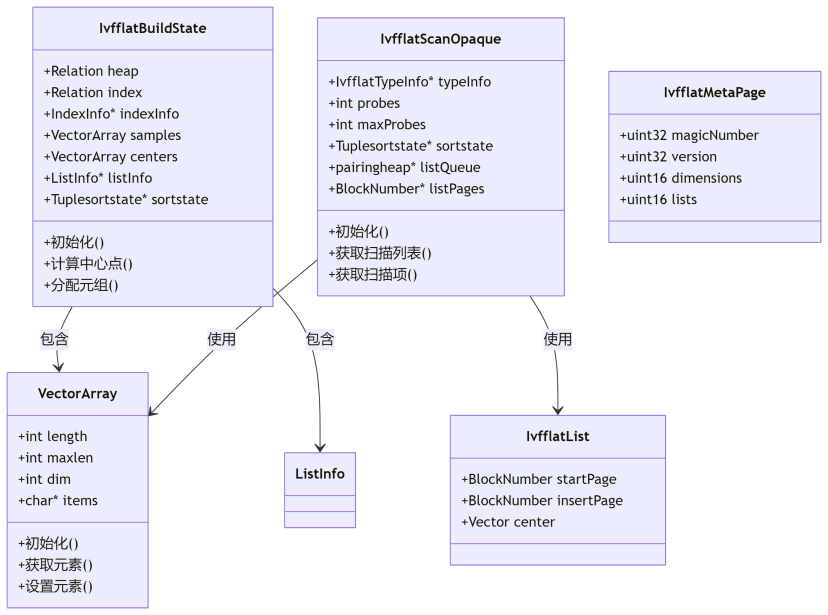 IvfflatBuildState
+Relation heap
+Relation index
+IndexInfo* indexInfo
+VectorArray samples
+VectorArray centers
+ListInfo* listInfo
+Tuplesortstate* sortstate
+初始化()
+计算中心点()
+分配元组()
IvfflatScanOpaque
+IvfflatTypeInfo* typeInfo
+int probes
+int maxProbes
+Tuplesortstate* sortstate
+pairingheap* listQueue
+BlockNumber* listPages
+初始化()
+获取扫描列表()
+获取扫描项()
IvfflatMetaPage
+uint32 magicNumber
+uint32 version
+uint16 dimensions
+uint16 lists
包含
使用
包含
使用
VectorArray
+int length
+int maxlen
+int dim
+char* items
+初始化()
+获取元素()
+设置元素()
ListInfo
IvfflatList
+BlockNumber startPage
+BlockNumber insertPage
+Vector center